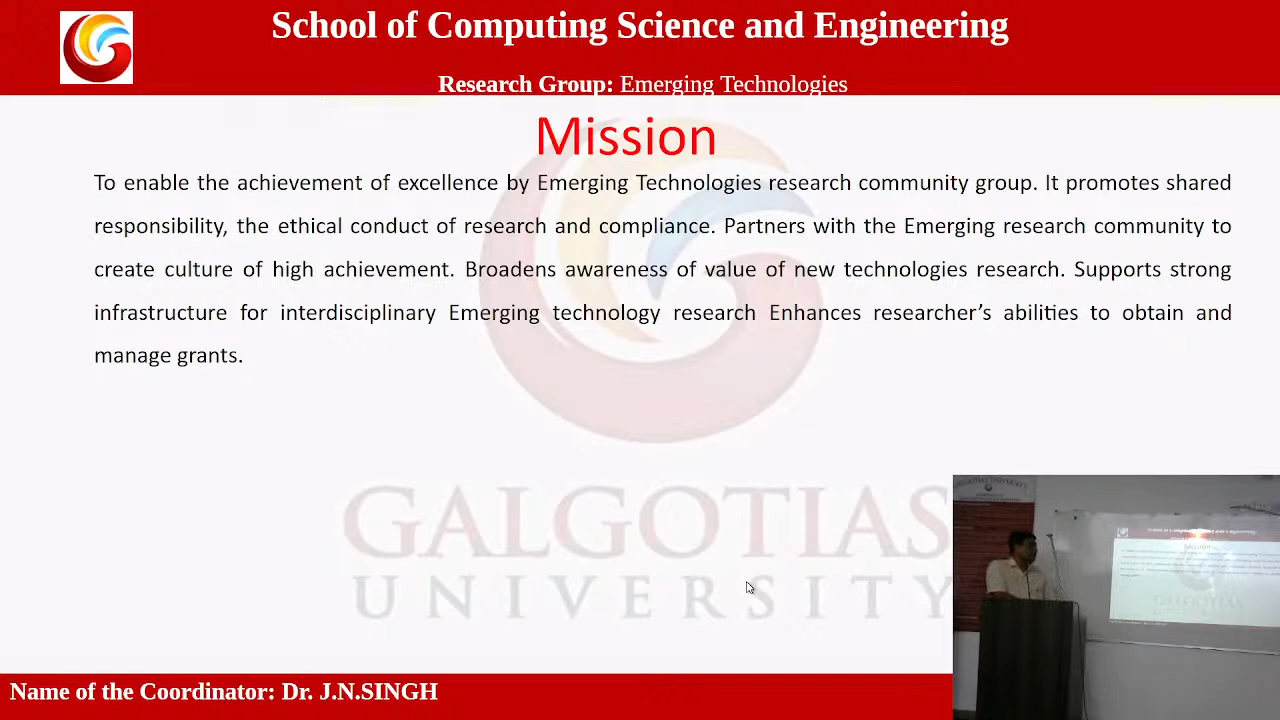 School of Computing Science and Engineering
Research Group: Emerging Technologies
Mission
To enable the achievement of excellence by Emerging Technologies research community group. It promotes shared
responsibility, the ethical conduct of research and compliance. Partners with the Emerging research community to
create culture of high achievement. Broadens awareness of value of new technologies research. Supports strong
infrastructure for interdisciplinary Emerging technology research Enhances researcher’s abilities to obtain and
manage grants.
GALGOTIAS
UNIVERSITY
Mission
Name of the Coordinator: Dr. J.N.SINGH